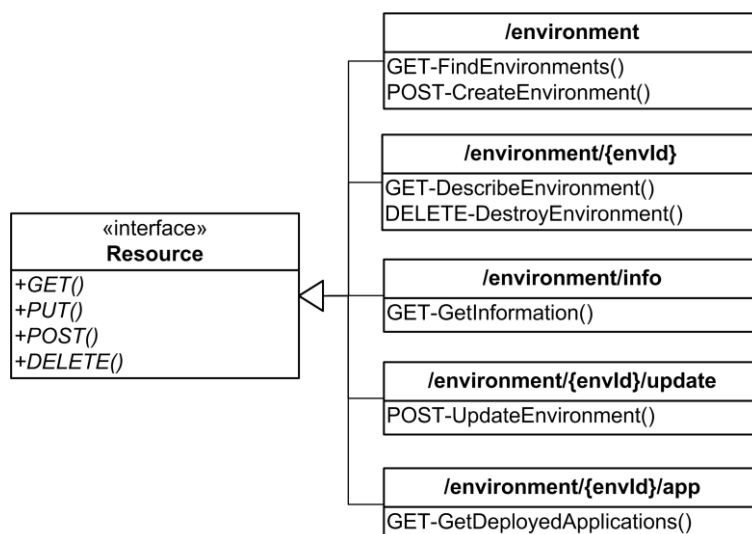 «interface»
Resource
+GET()
+PUT()
+POST()
+DELETE()
/environment
GET-FindEnvironments()
POST-CreateEnvironment()
/environment/{envId}
GET-DescribeEnvironment()
DELETE-DestroyEnvironment()
/environment/info
GET-GetInformation()
/environment/{envId}/update
POST-UpdateEnvironment()
/environment/{envId}/app
GET-GetDeployedApplications()